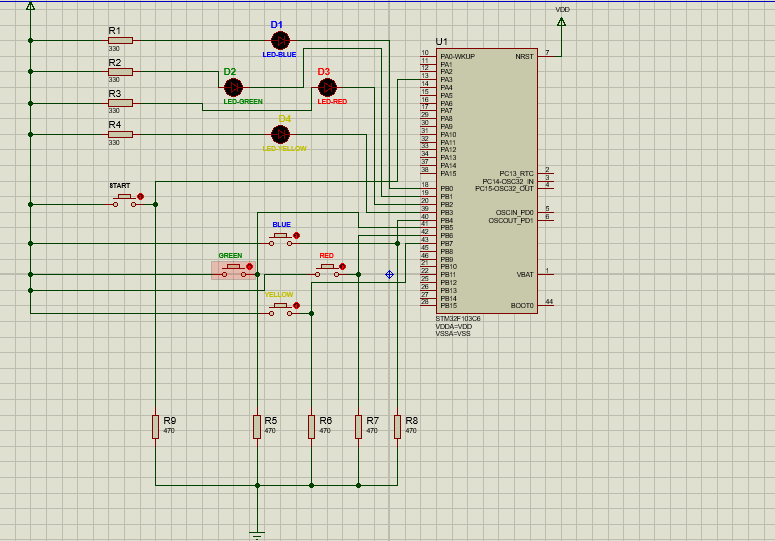 VDD
R1
330
D1
LED-BLUE
R2
330
D2
LED-GREEN
D3
LED-RED
R3
330
R4
330
D4
LED-YELLOW
START
BLUE
GREEN
RED
YELLOW
U1
10 PA0-WKUP
11 PA1
12 PA2
13 PA3
14 PA4
15 PA5
16 PA6
17 PA7
29 PA8
30 PA9
31 PA10
32 PA11
33 PA12
34 PA13
37 PA14
38 PA15
18 PB0
19 PB1
20 PB2
39 PB3
40 PB4
41 PB5
42 PB6
43 PB7
45 PB8
46 PB9
21 PB10
22 PB11
25 PB12
26 PB13
27 PB14
28 PB15
NRST 7
PC13_RTC 2
PC14-OSC32_IN 3
PC15-OSC32_OUT 4
OSCIN_PD0 5
OSCOUT_PD1 6
VBAT 1
BOOT0 44
STM32F103C6
VDDA=VDD
VSSA=VSS
R9
470
R5
470
R6
470
R7
470
R8
470